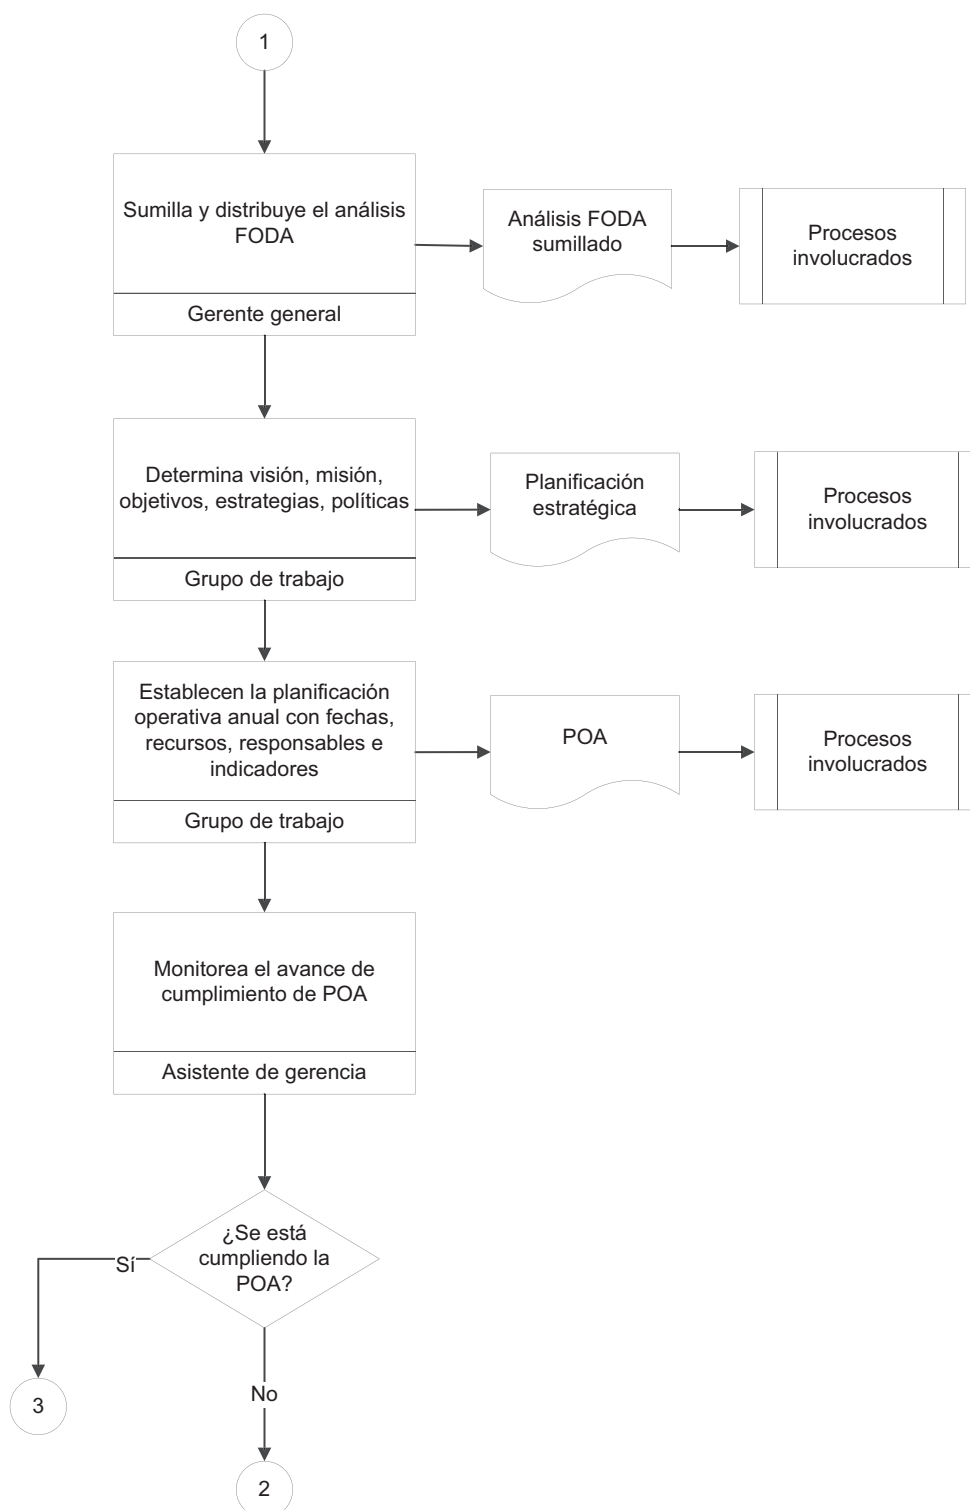 1
Sumilla y distribuye el análisis
FODA
Gerente general
Análisis FODA
sumillado
Procesos
involucrados
Determina visión, misión,
objetivos, estrategias, políticas
Grupo de trabajo
Planificación
estratégica
Procesos
involucrados
Establecen la planificación
operativa anual con fechas,
recursos, responsables e
indicadores
Grupo de trabajo
POA
Procesos
involucrados
Monitorea el avance de
cumplimiento de POA
Asistente de gerencia
¿Se está
cumpliendo la
POA?
Sí
3
No
2